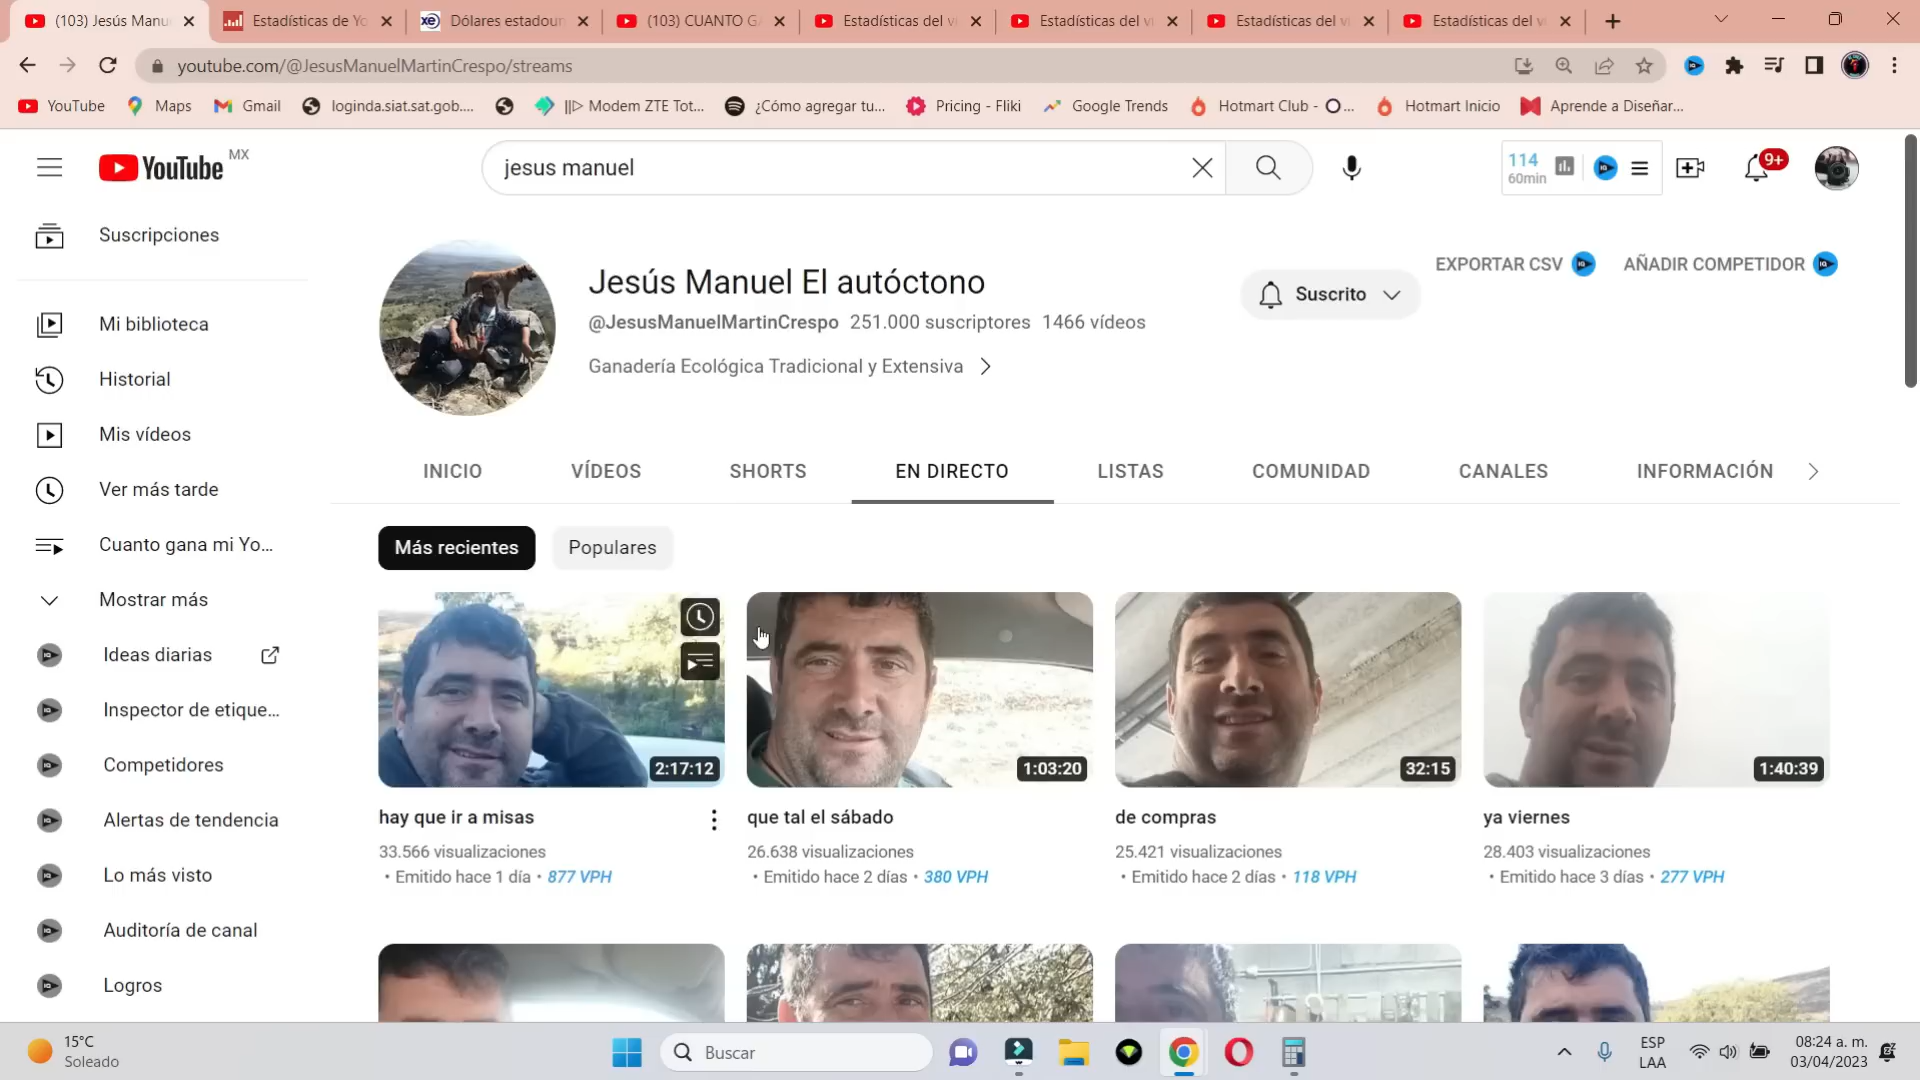 (103) Jesús Manu
Estadísticas de Yo
Dólares estadoun
(103) CUANTO G
Estadísticas del v
Estadísticas del v
Estadísticas del v
Estadísticas del v
youtube.com/@JesusManuelMartinCrespo/streams
YouTube
Maps
Gmail
loginda.siat.sat.gob....
||▷ Modem ZTE Tot...
¿Cómo agregar tu...
Pricing - Fliki
Google Trends
Hotmart Club - O...
Hotmart Inicio
Aprende a Diseñar...
YouTube MX
jesus manuel
114
60min
9+
Suscripciones
Mi biblioteca
Historial
Mis vídeos
Ver más tarde
Cuanto gana mi Yo...
Mostrar más
Ideas diarias
Inspector de etique...
Competidores
Alertas de tendencia
Lo más visto
Auditoría de canal
Logros
Jesús Manuel El autóctono
@JesusManuelMartinCrespo 251.000 suscriptores 1466 vídeos
Ganadería Ecológica Tradicional y Extensiva
Suscrito
EXPORTAR CSV
AÑADIR COMPETIDOR
INICIO
VÍDEOS
SHORTS
EN DIRECTO
LISTAS
COMUNIDAD
CANALES
INFORMACIÓN
Más recientes
Populares
2:17:12
1:03:20
32:15
1:40:39
hay que ir a misas
33.566 visualizaciones
• Emitido hace 1 día • 877 VPH
que tal el sábado
26.638 visualizaciones
• Emitido hace 2 días • 380 VPH
de compras
25.421 visualizaciones
• Emitido hace 2 días • 118 VPH
ya viernes
28.403 visualizaciones
• Emitido hace 3 días • 277 VPH
15°C
Soleado
Buscar
ESP
LAA
08:24 a. m.
03/04/2023